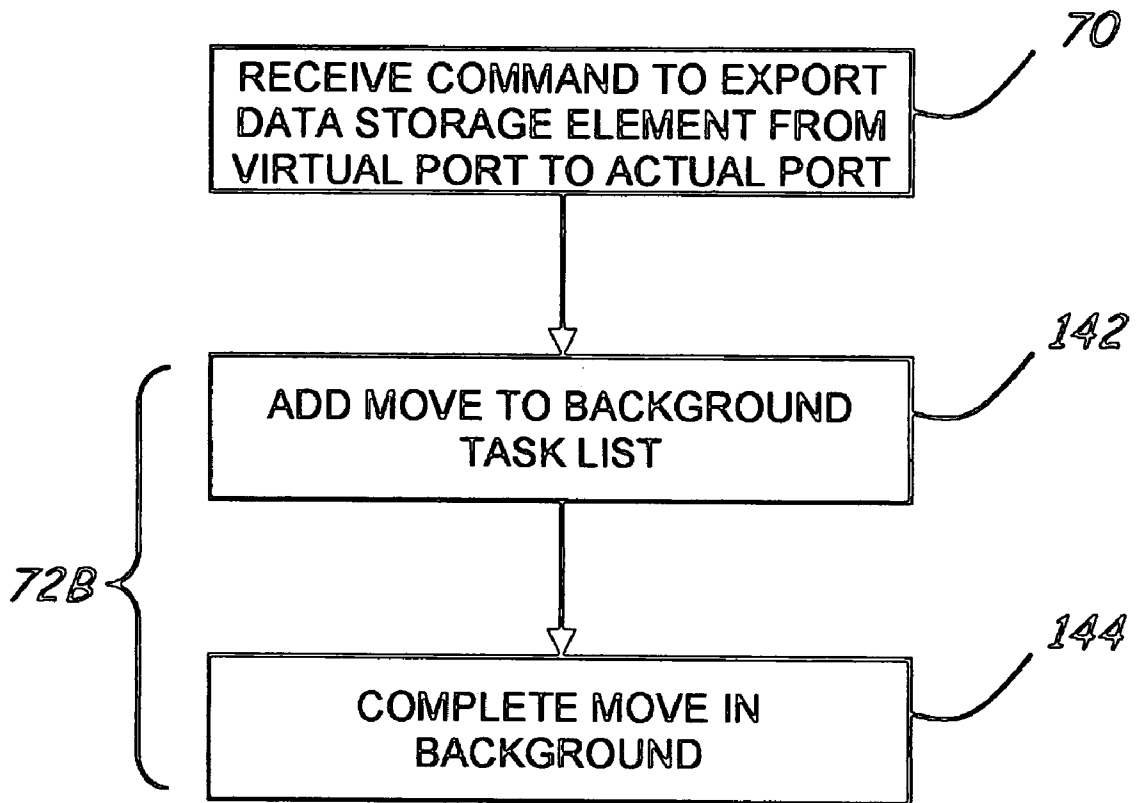 70
RECEIVE COMMAND TO EXPORT
DATA STORAGE ELEMENT FROM
VIRTUAL PORT TO ACTUAL PORT
142
ADD MOVE TO BACKGROUND
TASK LIST
72B
144
COMPLETE MOVE IN
BACKGROUND